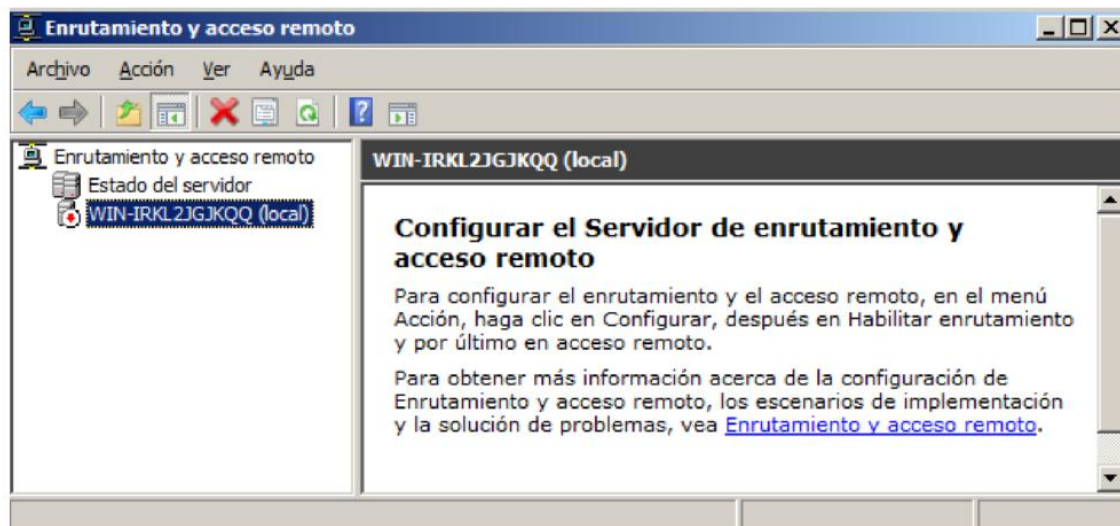 Enrutamiento y acceso remoto
Archivo Acción Ver Ayuda
Enrutamiento y acceso remoto
Estado del servidor
WIN-IRKL2JGJKQQ (local)
WIN-IRKL2JGJKQQ (local)
Configurar el Servidor de enrutamiento y
acceso remoto
Para configurar el enrutamiento y el acceso remoto, en el menú
Acción, haga clic en Configurar, después en Habilitar enrutamiento
y por último en acceso remoto.
Para obtener más información acerca de la configuración de
Enrutamiento y acceso remoto, los escenarios de implementación
y la solución de problemas, vea Enrutamiento y acceso remoto.